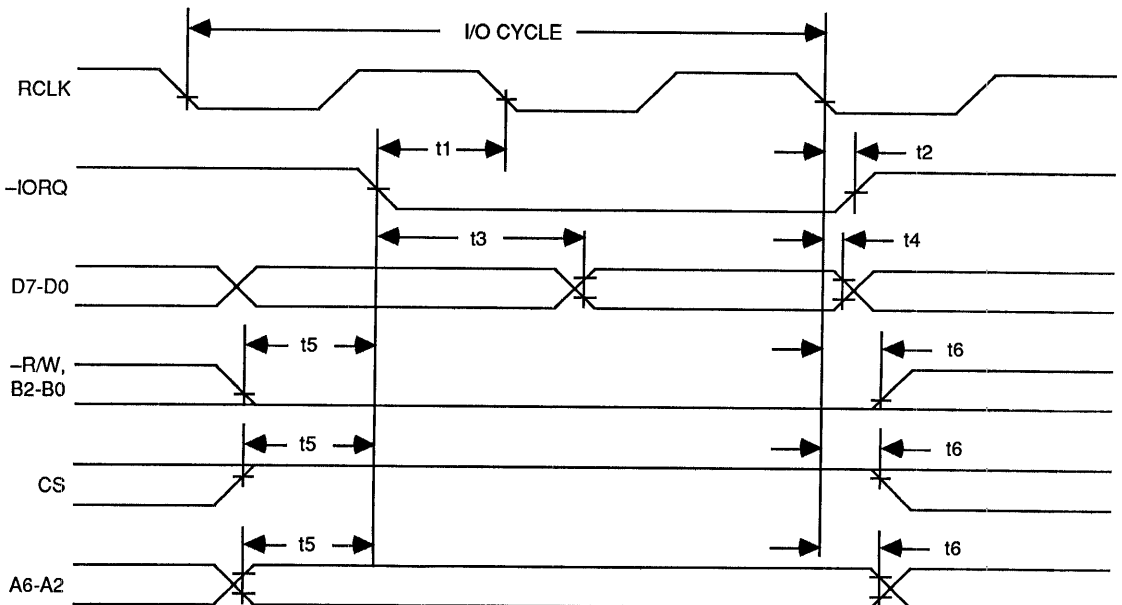 I/O CYCLE
RCLK
t1
t2
–IORQ
t3
t4
D7-D0
t5
t6
–R/W,
B2-B0
t5
t6
CS
t5
t6
A6-A2